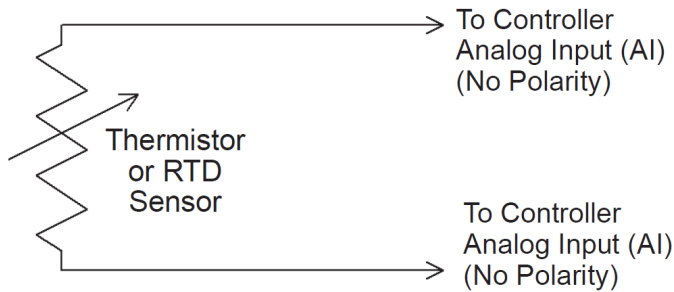 To Controller
Analog Input (AI)
(No Polarity)
Thermistor
or RTD
Sensor
To Controller
Analog Input (AI)
(No Polarity)